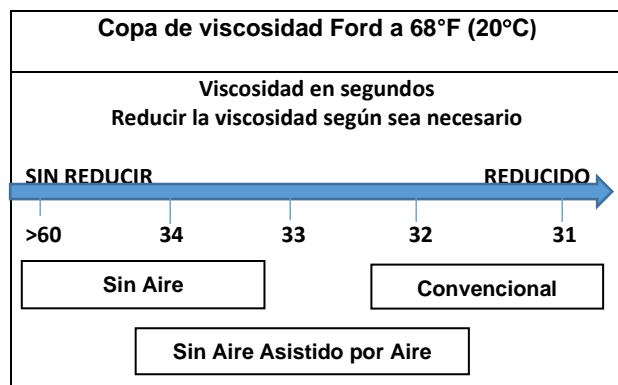 Copa de viscosidad Ford a 68°F (20°C)
Viscosidad en segundos
Reducir la viscosidad según sea necesario
SIN REDUCIR REDUCIDO
>60 34 33 32 31
Sin Aire Convencional
Sin Aire Asistido por Aire